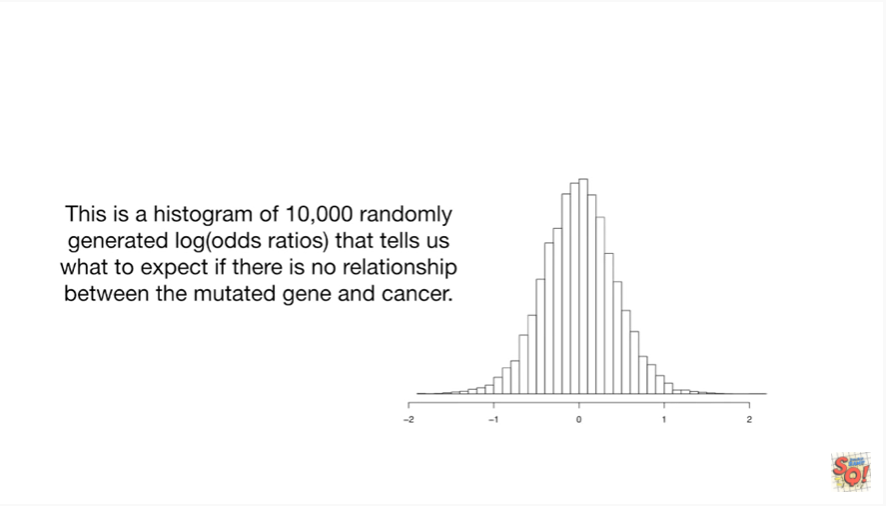 This is a histogram of 10,000 randomly
generated log(odds ratios) that tells us
what to expect if there is no relationship
between the mutated gene and cancer.
-2 -1 0 1 2
SQ!